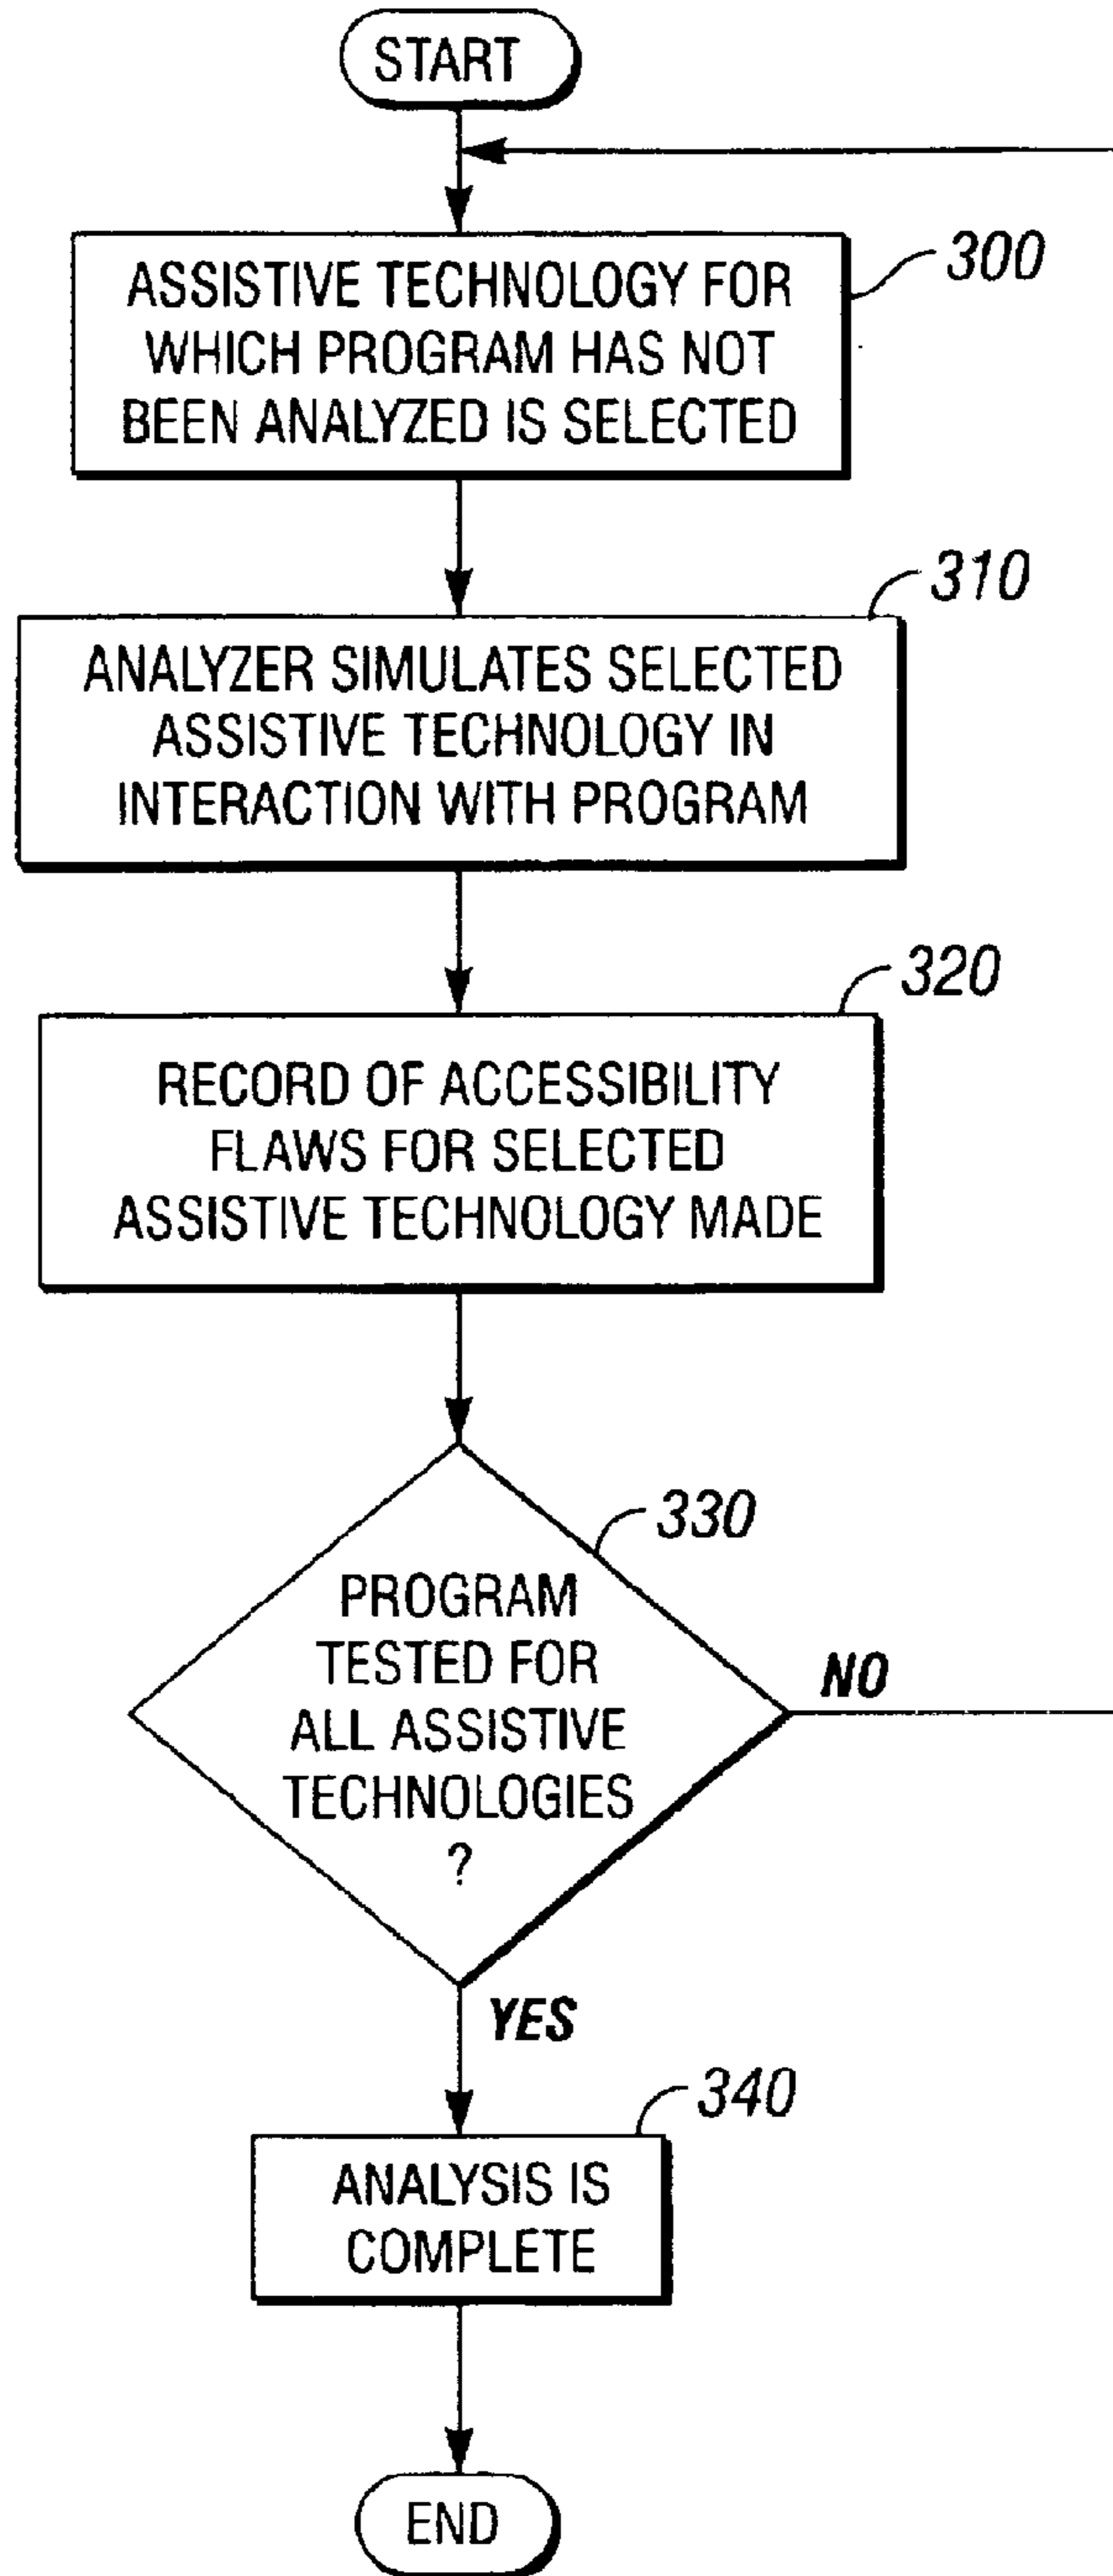 START
ASSISTIVE TECHNOLOGY FOR
WHICH PROGRAM HAS NOT
BEEN ANALYZED IS SELECTED
300
310
ANALYZER SIMULATES SELECTED
ASSISTIVE TECHNOLOGY IN
INTERACTION WITH PROGRAM
320
RECORD OF ACCESSIBILITY
FLAWS FOR SELECTED
ASSISTIVE TECHNOLOGY MADE
330
PROGRAM
TESTED FOR
ALL ASSISTIVE
TECHNOLOGIES
?
NO
YES
340
ANALYSIS IS
COMPLETE
END